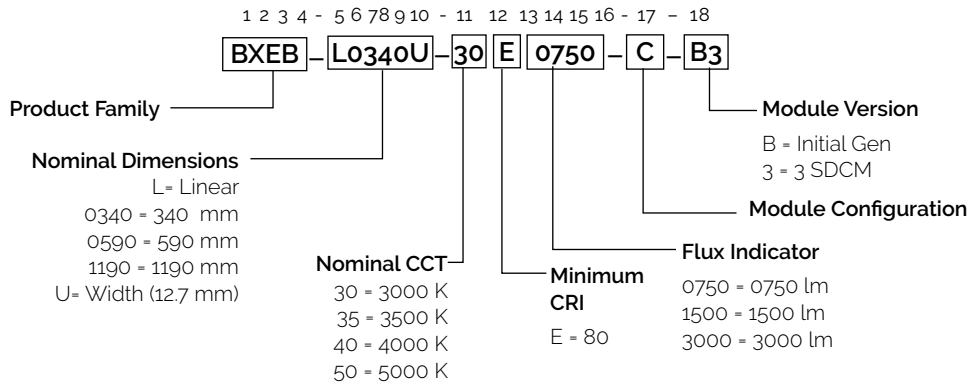 1 2 3 4 - 5 6 7 8 9 10 - 11 12 13 14 15 16 - 17 - 18
BXEB - L0340U - 30 E 0750 - C - B3
Product Family
Nominal Dimensions
L= Linear
0340 = 340 mm
0590 = 590 mm
1190 = 1190 mm
U= Width (12.7 mm)
Nominal CCT
30 = 3000 K
35 = 3500 K
40 = 4000 K
50 = 5000 K
Minimum
CRI
E = 80
Flux Indicator
0750 = 0750 lm
1500 = 1500 lm
3000 = 3000 lm
Module Configuration
Module Version
B = Initial Gen
3 = 3 SDCM